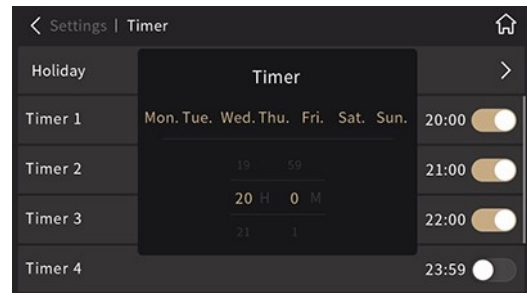 Settings | Timer
Holiday
Timer
Timer 1
Mon. Tue. Wed. Thu. Fri. Sat. Sun.
20:00
19 59
Timer 2
21:00
20 H 0 M
Timer 3
22:00
21 1
Timer 4
23:59